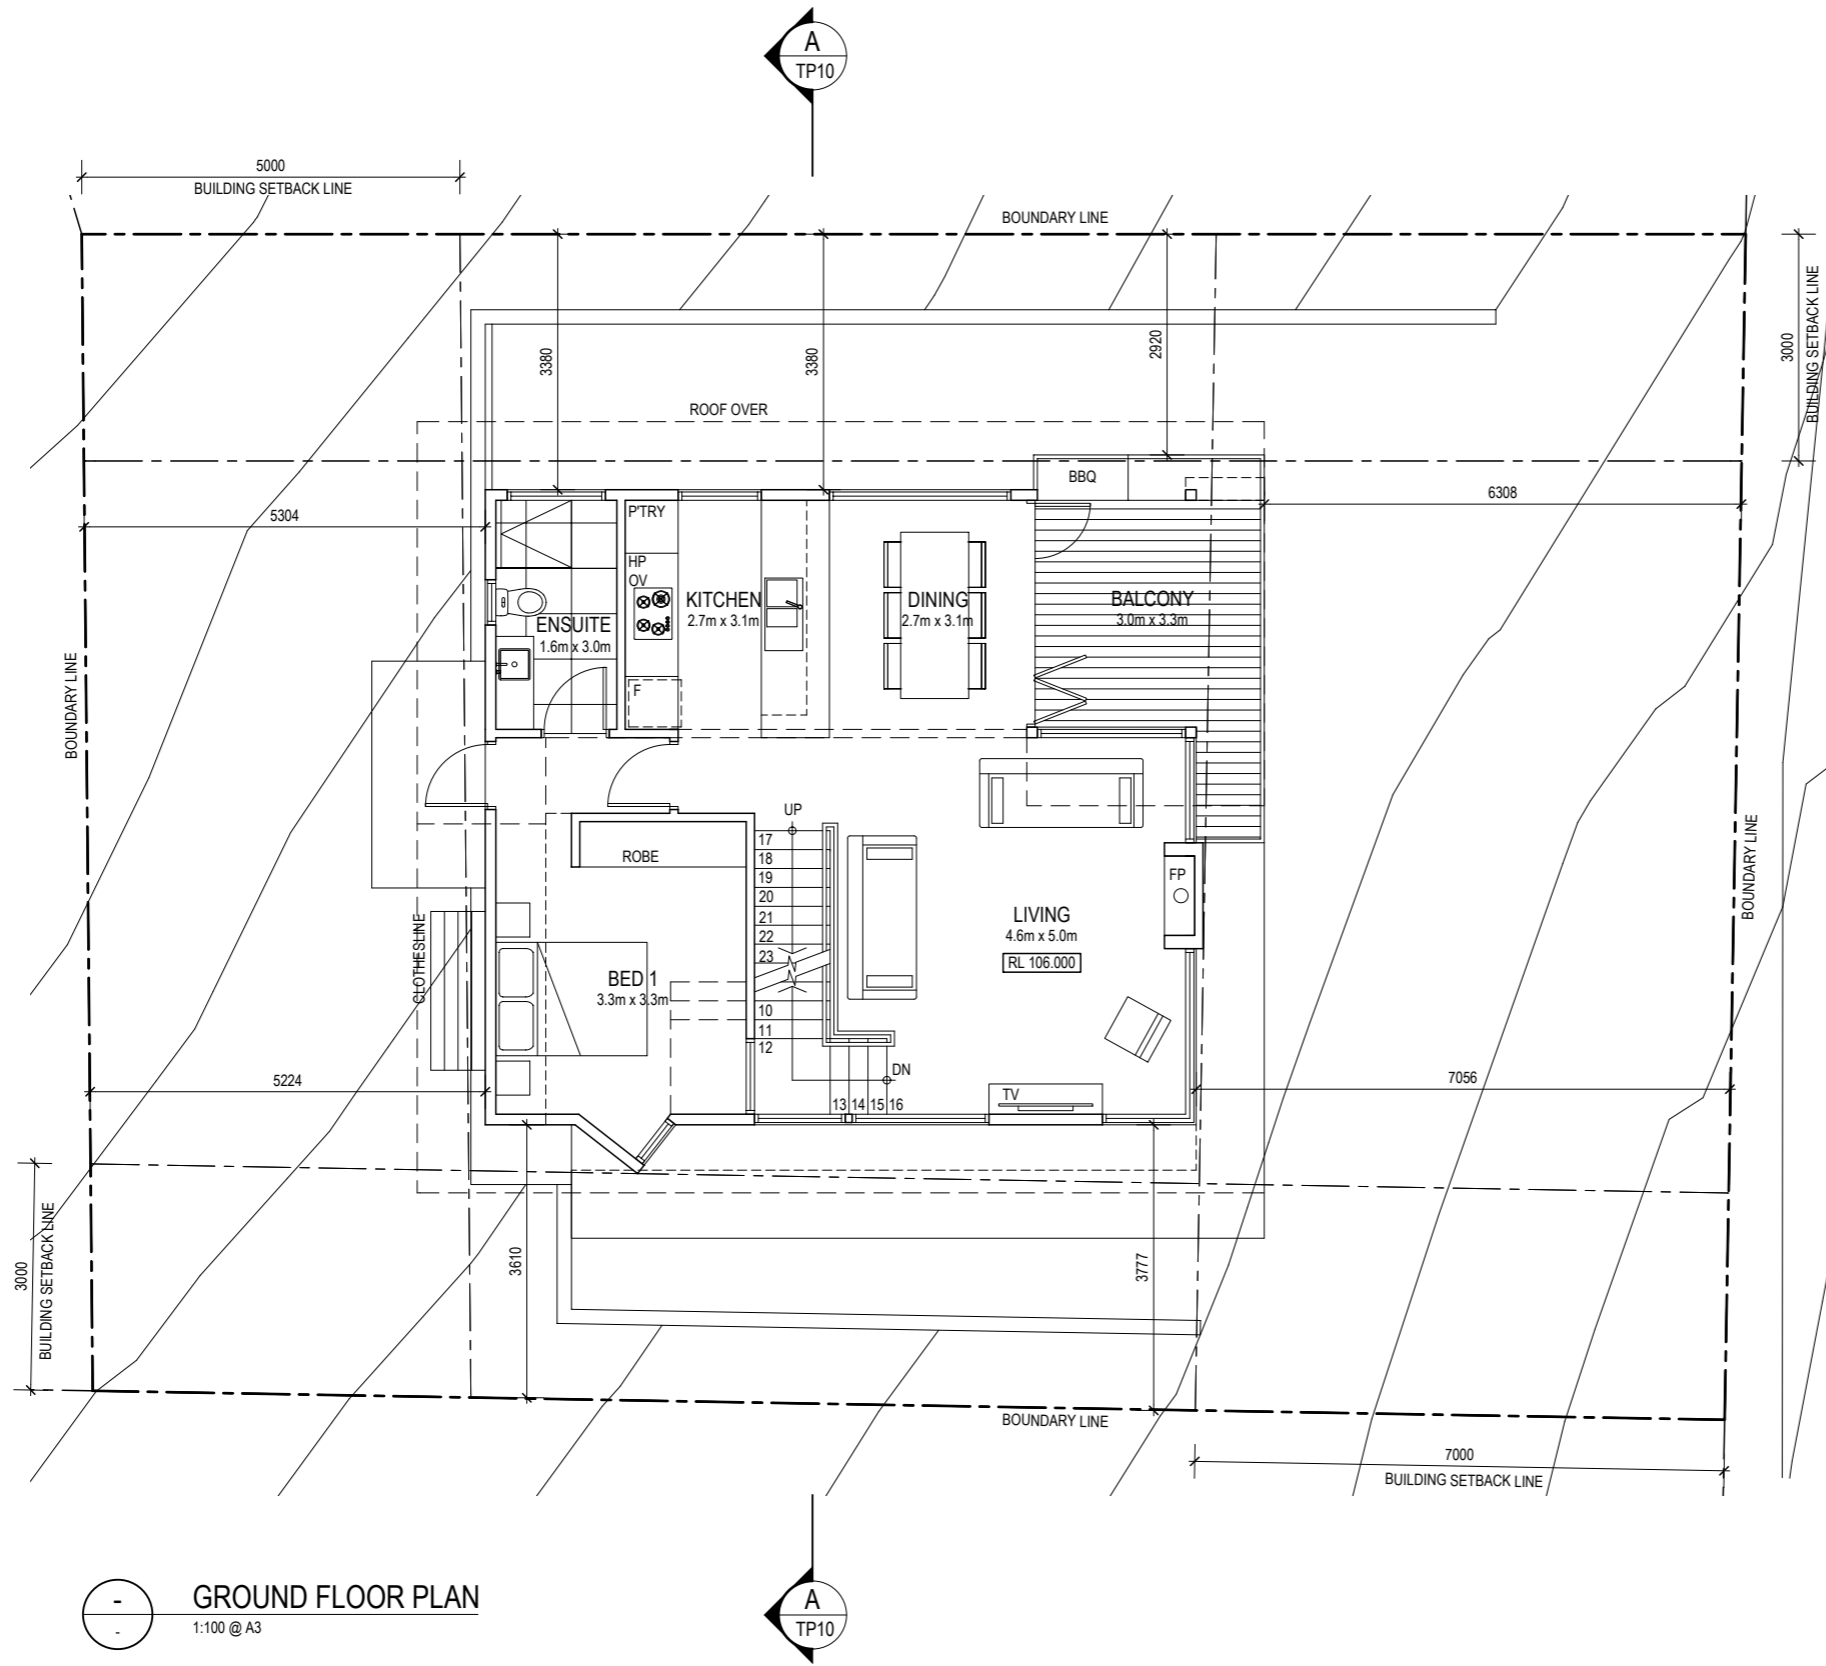 A
TP10
5000
BUILDING SETBACK LINE
BOUNDARY LINE
3380
3380
2920
3000
BUILDING SETBACK LINE
ROOF OVER
BBQ
5304
6308
P'TRY
HP
OV
KITCHEN
2.7m x 3.1m
DINING
2.7m x 3.1m
BALCONY
3.0m x 3.3m
ENSUITE
1.6m x 3.0m
F
BOUNDARY LINE
UP
17
18
19
20
21
22
23
ROBE
FP
BOUNDARY LINE
LIVING
4.6m x 5.0m
RL 106.000
CLOTHESLINE
BED 1
3.3m x 3.3m
10
11
12
DN
13 14 15 16
TV
5224
7056
3000
BUILDING SETBACK LINE
3610
3777
BOUNDARY LINE
7000
BUILDING SETBACK LINE
-
-
GROUND FLOOR PLAN
1:100 @ A3
A
TP10